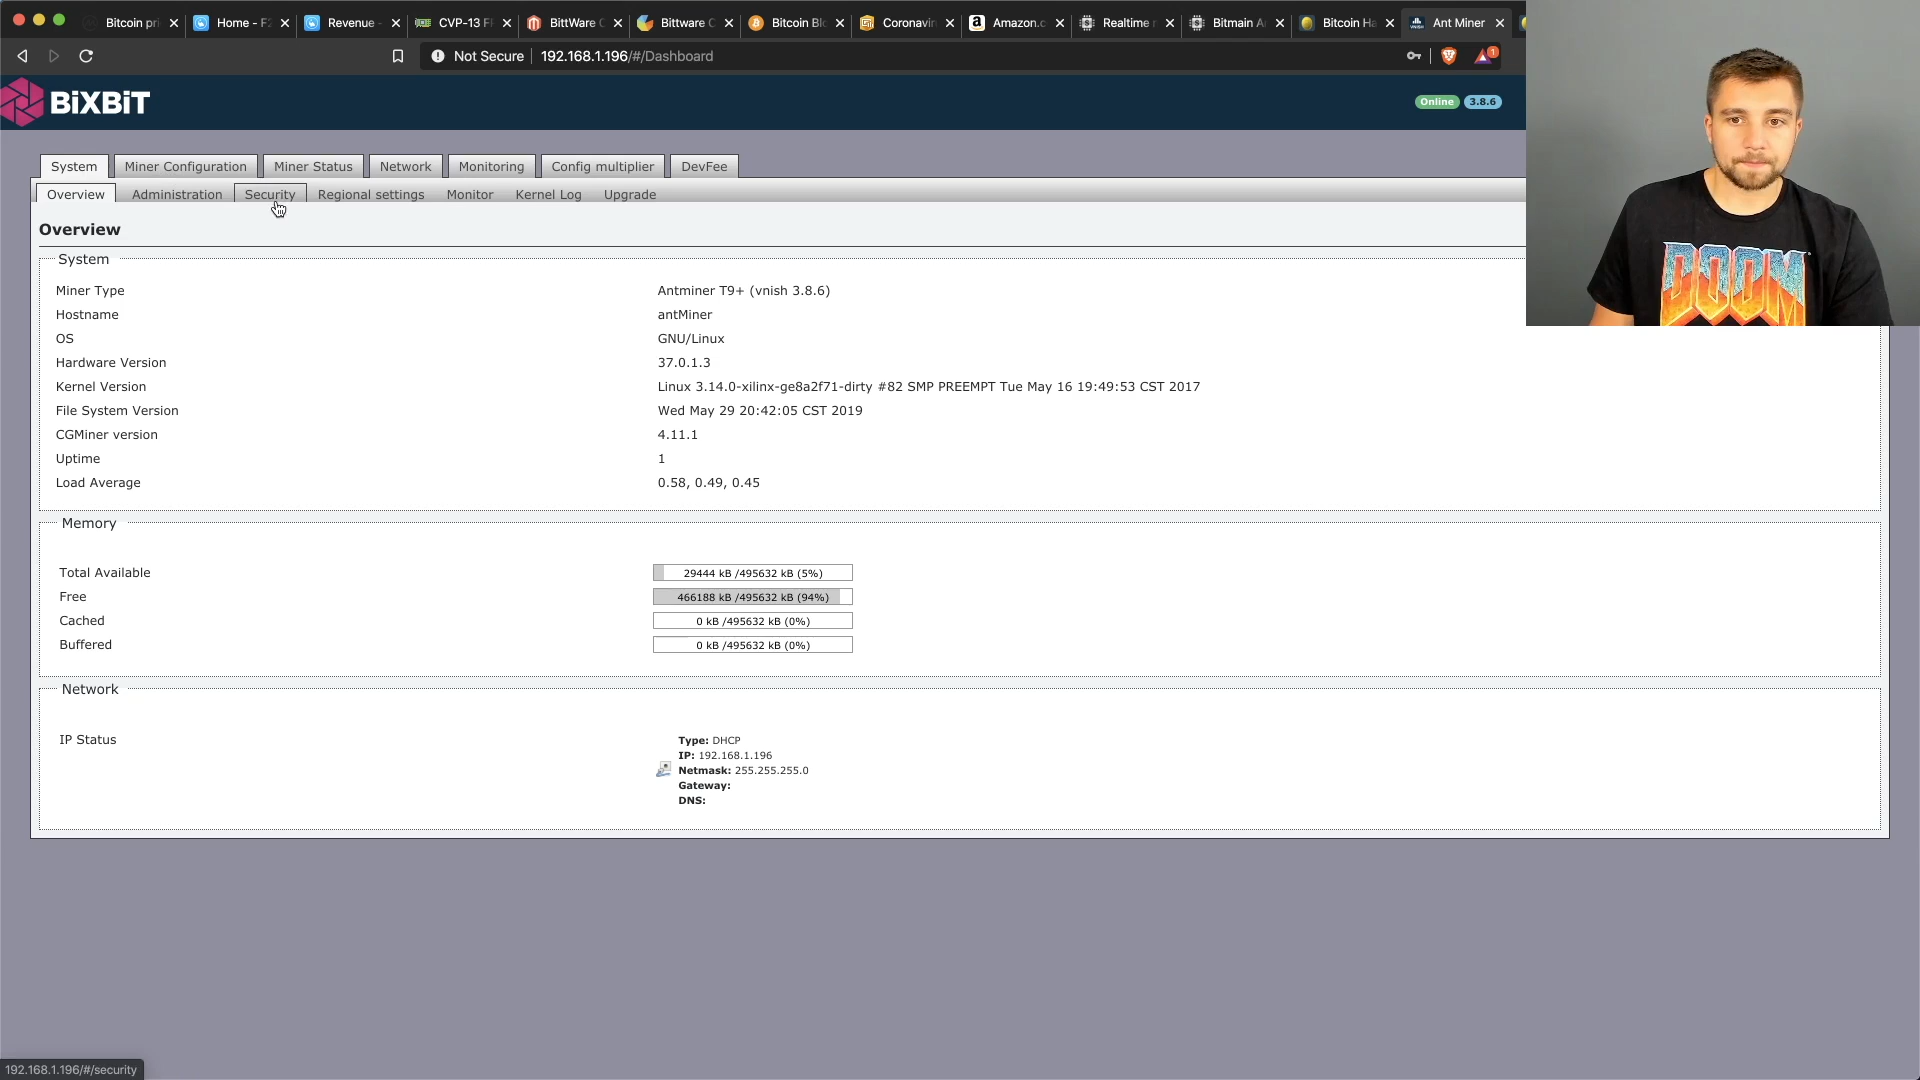 Bitcoin pri
Home - F2
Revenue -
CVP-13 F
BittWare C
Bittware C
Bitcoin Blo
Coronavir
Amazon.c
Realtime
Bitmain A
Bitcoin Ha
Ant Miner
Not Secure
192.168.1.196/#/Dashboard
1
BiXBiT
Online
3.8.6
System
Miner Configuration
Miner Status
Network
Monitoring
Config multiplier
DevFee
Overview
Administration
Security
Regional settings
Monitor
Kernel Log
Upgrade
Overview
System
Miner Type Antminer T9+ (vnish 3.8.6)
Hostname antMiner
OS GNU/Linux
Hardware Version 37.0.1.3
Kernel Version Linux 3.14.0-xilinx-ge8a2f71-dirty #82 SMP PREEMPT Tue May 16 19:49:53 CST 2017
File System Version Wed May 29 20:42:05 CST 2019
CGMiner version 4.11.1
Uptime 1
Load Average 0.58, 0.49, 0.45
Memory
Total Available 29444 kB /495632 kB (5%)
Free 466188 kB /495632 kB (94%)
Cached 0 kB /495632 kB (0%)
Buffered 0 kB /495632 kB (0%)
Network
IP Status
Type: DHCP
IP: 192.168.1.196
Netmask: 255.255.255.0
Gateway:
DNS:
DOOM
192.168.1.196/#/security